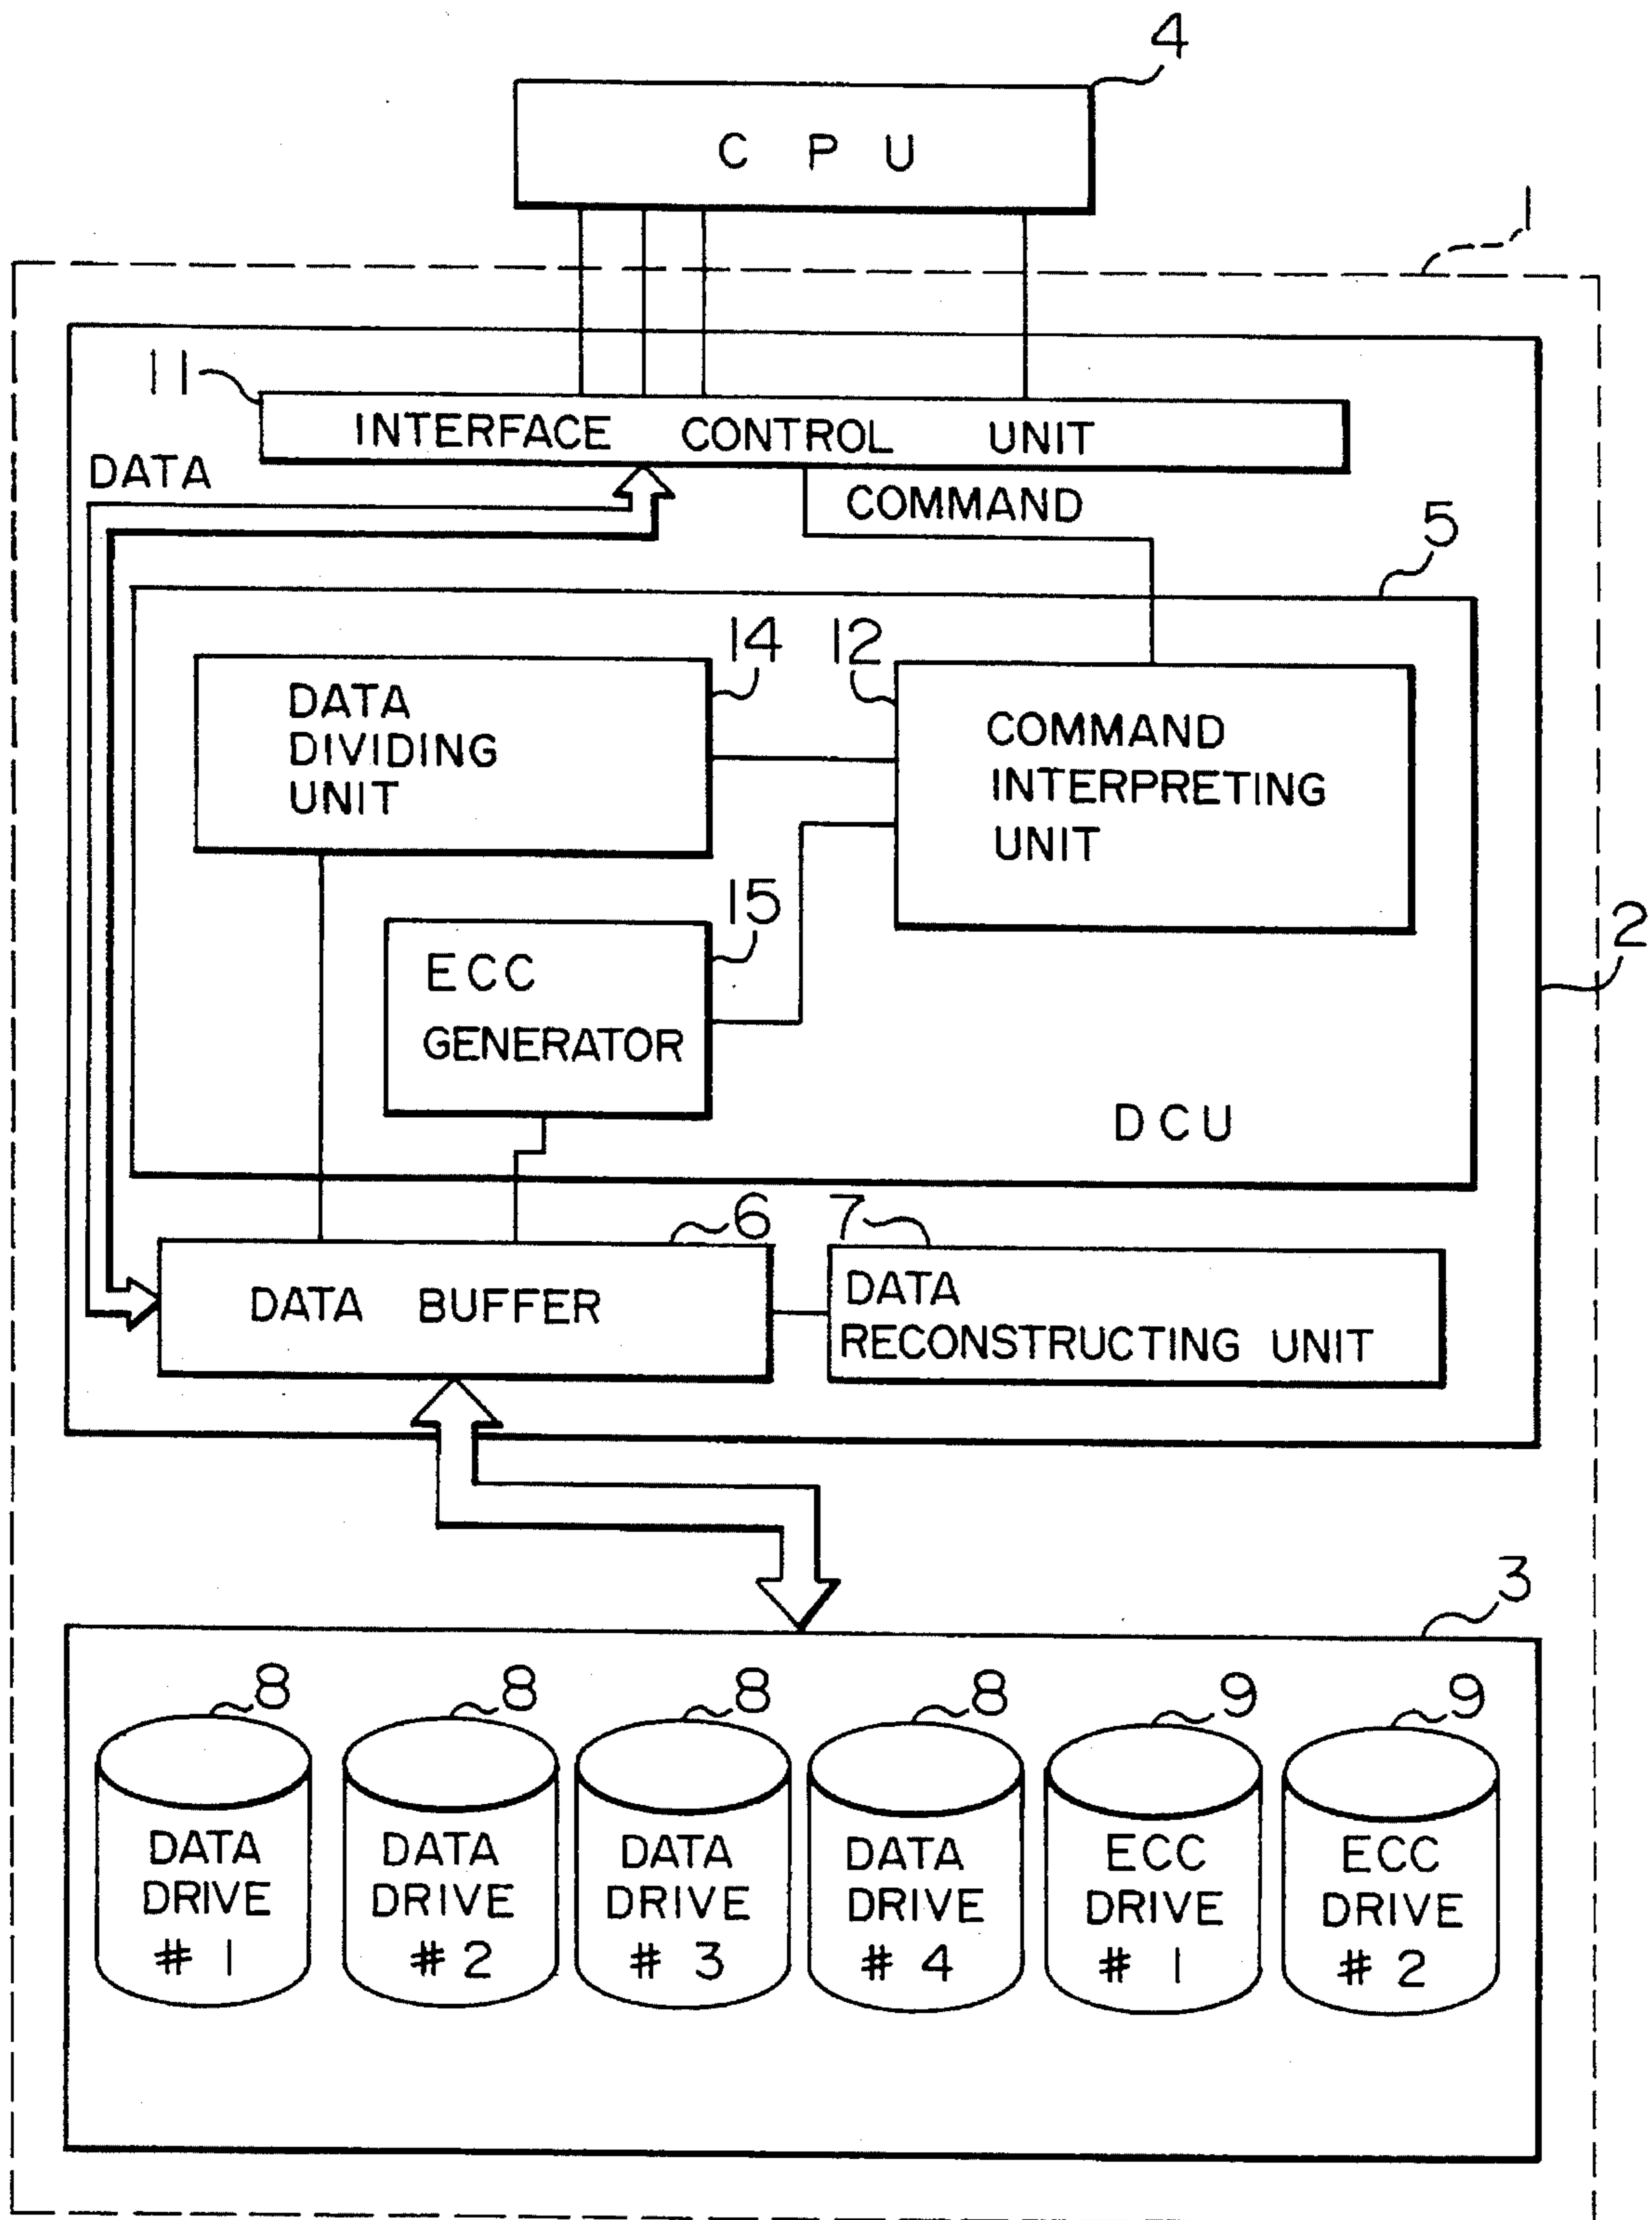 4
C P U
1
11
INTERFACE CONTROL UNIT
DATA
COMMAND
5
14
12
DATA
DIVIDING
UNIT
COMMAND
INTERPRETING
UNIT
15
2
ECC
GENERATOR
DCU
6
7
DATA BUFFER
DATA
RECONSTRUCTING UNIT
3
8
8
8
8
9
9
DATA
DRIVE
# 1
DATA
DRIVE
# 2
DATA
DRIVE
# 3
DATA
DRIVE
# 4
ECC
DRIVE
# 1
ECC
DRIVE
# 2